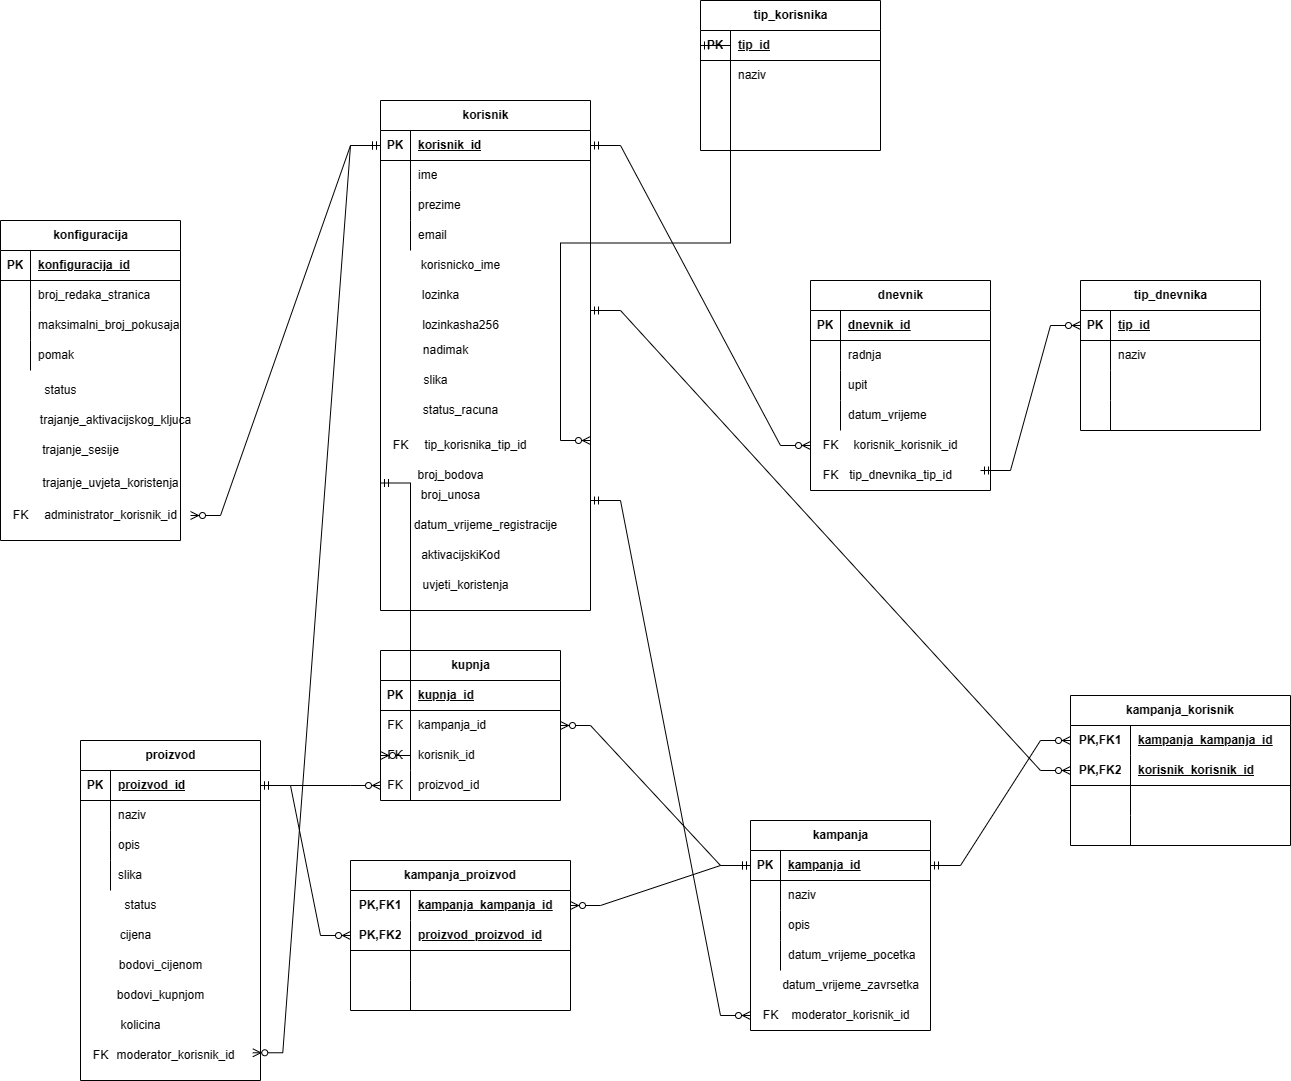 tip_korisnika
PK tip_id
naziv
korisnik
PK korisnik_id
ime
prezime
email
korisnicko_ime
lozinka
lozinkasha256
nadimak
slika
status_racuna
FK tip_korisnika_tip_id
broj_bodova
broj_unosa
datum_vrijeme_registracije
aktivacijskiKod
uvjeti_koristenja
konfiguracija
PK konfiguracija_id
broj_redaka_stranica
maksimalni_broj_pokusaja
pomak
status
trajanje_aktivacijskog_kljuca
trajanje_sesije
trajanje_uvjeta_koristenja
FK administrator_korisnik_id
dnevnik
PK dnevnik_id
radnja
upit
datum_vrijeme
FK korisnik_korisnik_id
FK tip_dnevnika_tip_id
tip_dnevnika
PK tip_id
naziv
kupnja
PK kupnja_id
FK kampanja_id
FK korisnik_id
FK proizvod_id
kampanja_korisnik
PK,FK1 kampanja_kampanja_id
PK,FK2 korisnik_korisnik_id
proizvod
PK proizvod_id
naziv
opis
slika
status
cijena
bodovi_cijenom
bodovi_kupnjom
kolicina
FK moderator_korisnik_id
kampanja_proizvod
PK,FK1 kampanja_kampanja_id
PK,FK2 proizvod_proizvod_id
kampanja
PK kampanja_id
naziv
opis
datum_vrijeme_pocetka
datum_vrijeme_zavrsetka
FK moderator_korisnik_id